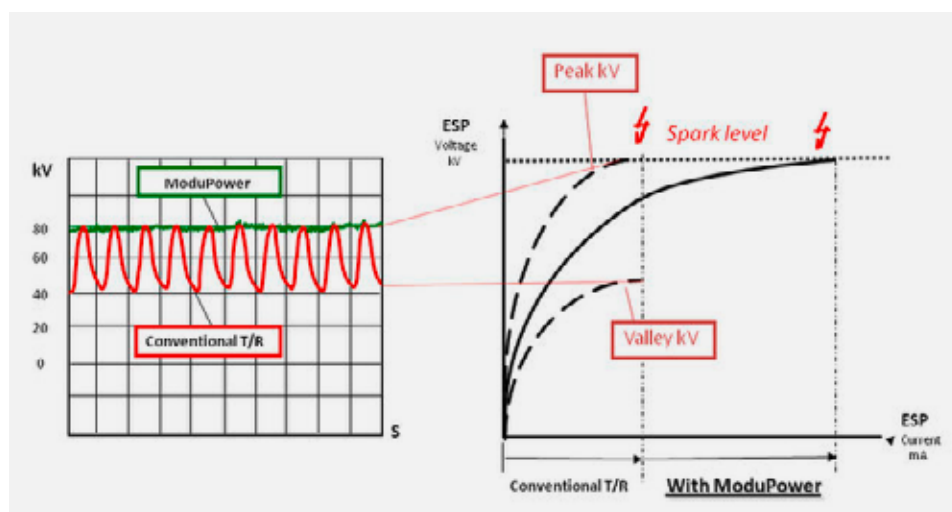 kV
80
60
40
20
0
S
ModuPower
Conventional T/R
Peak kV
ESP
Voltage
kV
Spark level
Valley kV
ESP
Current
mA
Conventional T/R
With ModuPower